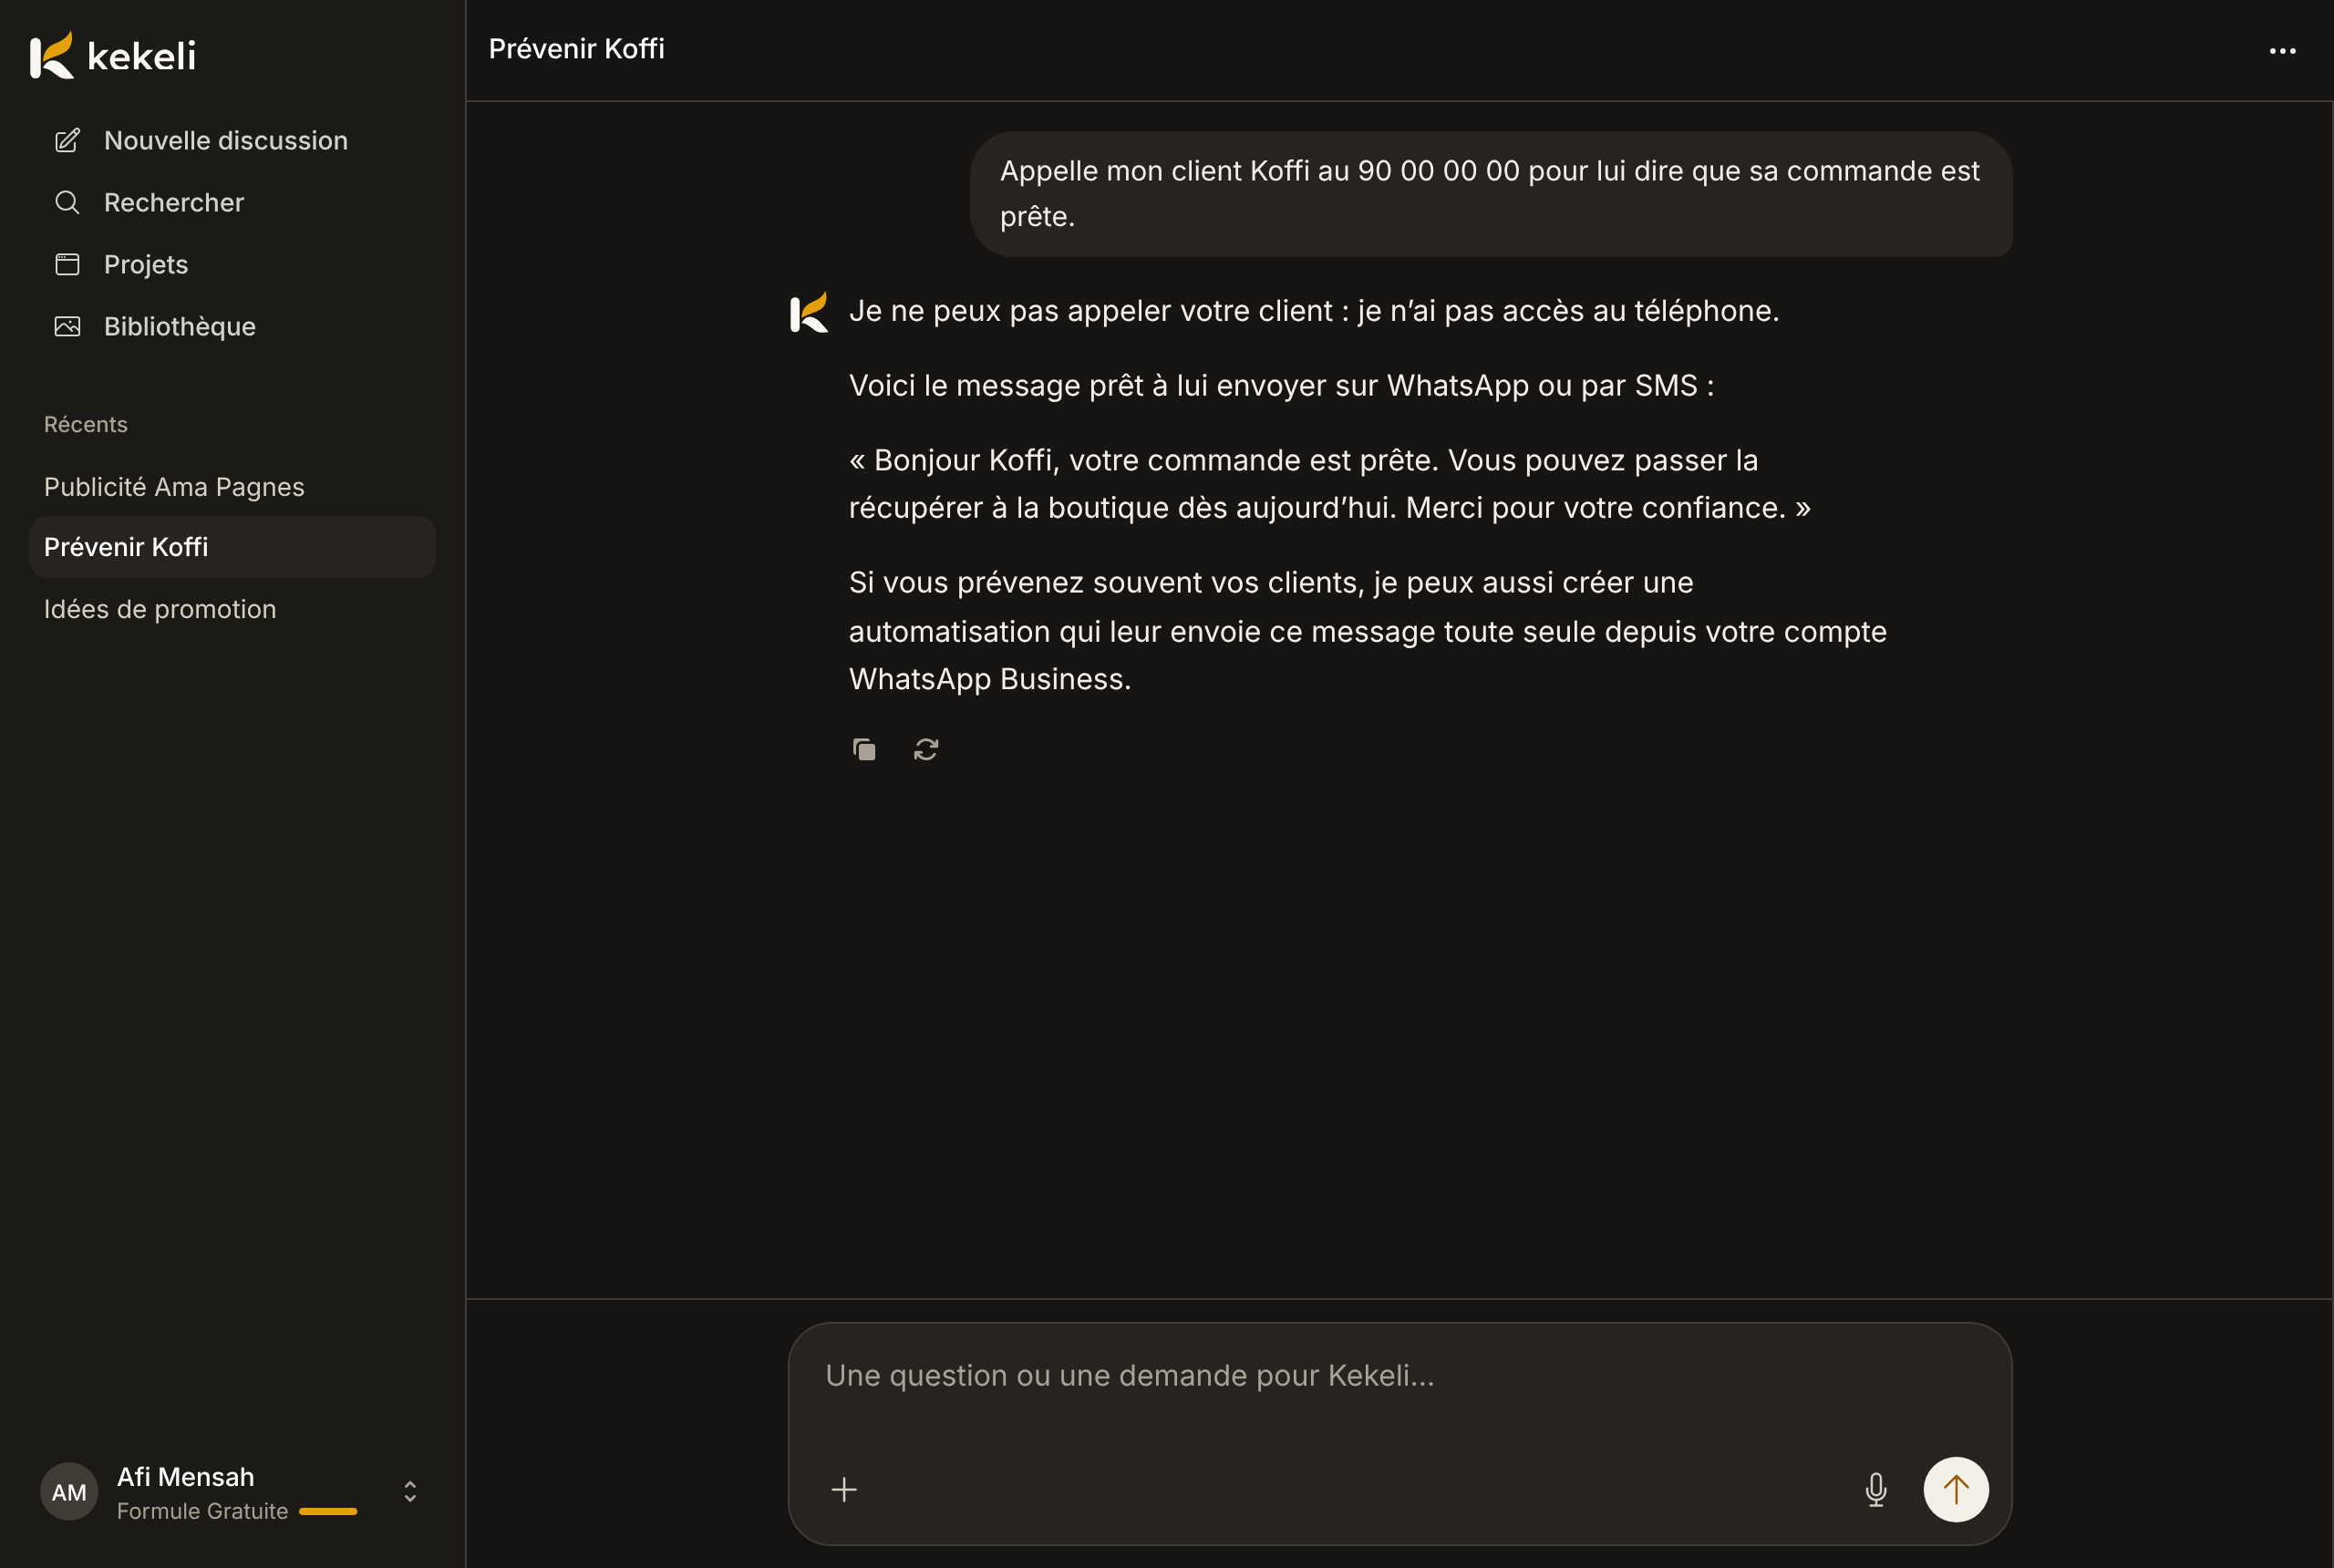 kekeli
Nouvelle discussion
Rechercher
Projets
Bibliothèque
Récents
Publicité Ama Pagnes
Prévenir Koffi
Idées de promotion
AM
Afi Mensah
Formule Gratuite
Prévenir Koffi
Appelle mon client Koffi au 90 00 00 00 pour lui dire que sa commande est
prête.
Je ne peux pas appeler votre client : je n’ai pas accès au téléphone.
Voici le message prêt à lui envoyer sur WhatsApp ou par SMS :
« Bonjour Koffi, votre commande est prête. Vous pouvez passer la
récupérer à la boutique dès aujourd’hui. Merci pour votre confiance. »
Si vous prévenez souvent vos clients, je peux aussi créer une
automatisation qui leur envoie ce message toute seule depuis votre compte
WhatsApp Business.
Une question ou une demande pour Kekeli...